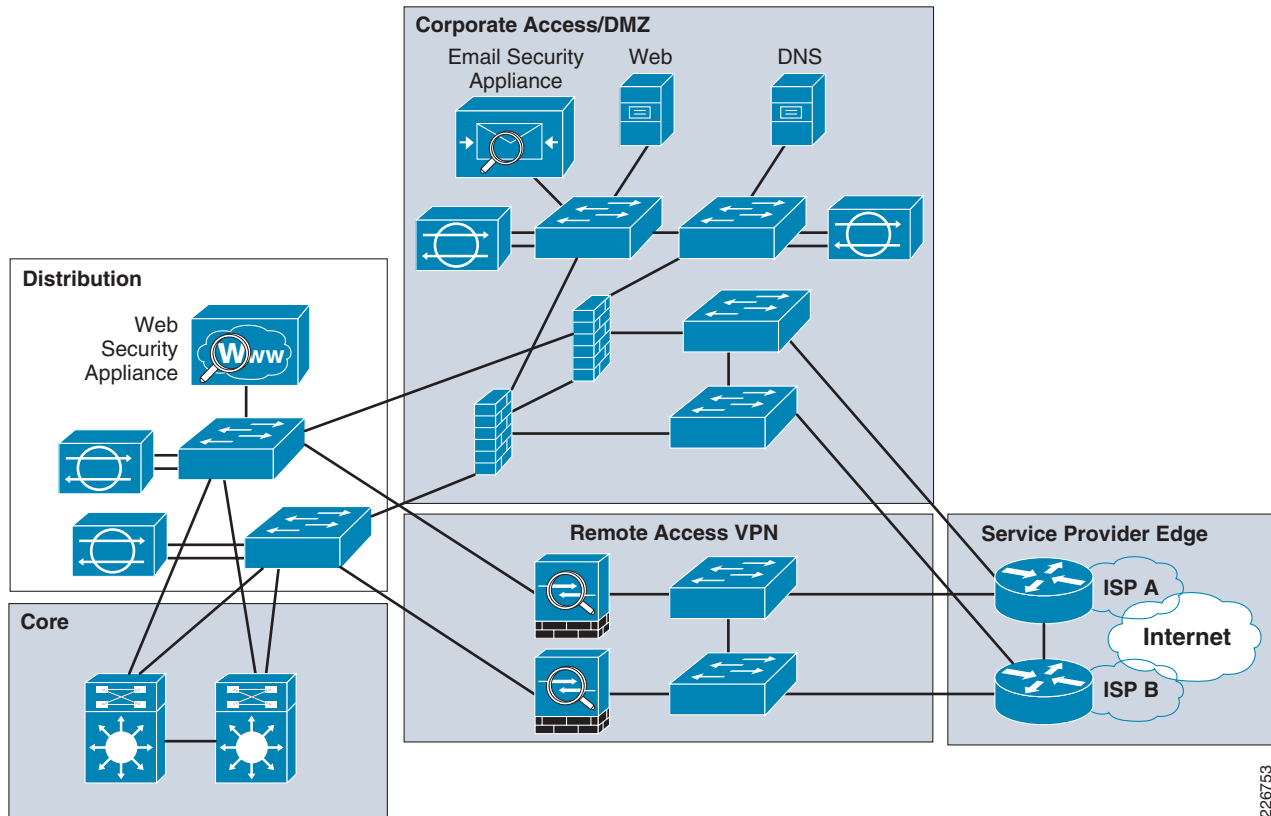 Corporate Access/DMZ
Email Security
Appliance
Web
DNS
Distribution
Web
Security
Appliance
Www
Remote Access VPN
Service Provider Edge
ISP A
Internet
ISP B
Core
226753